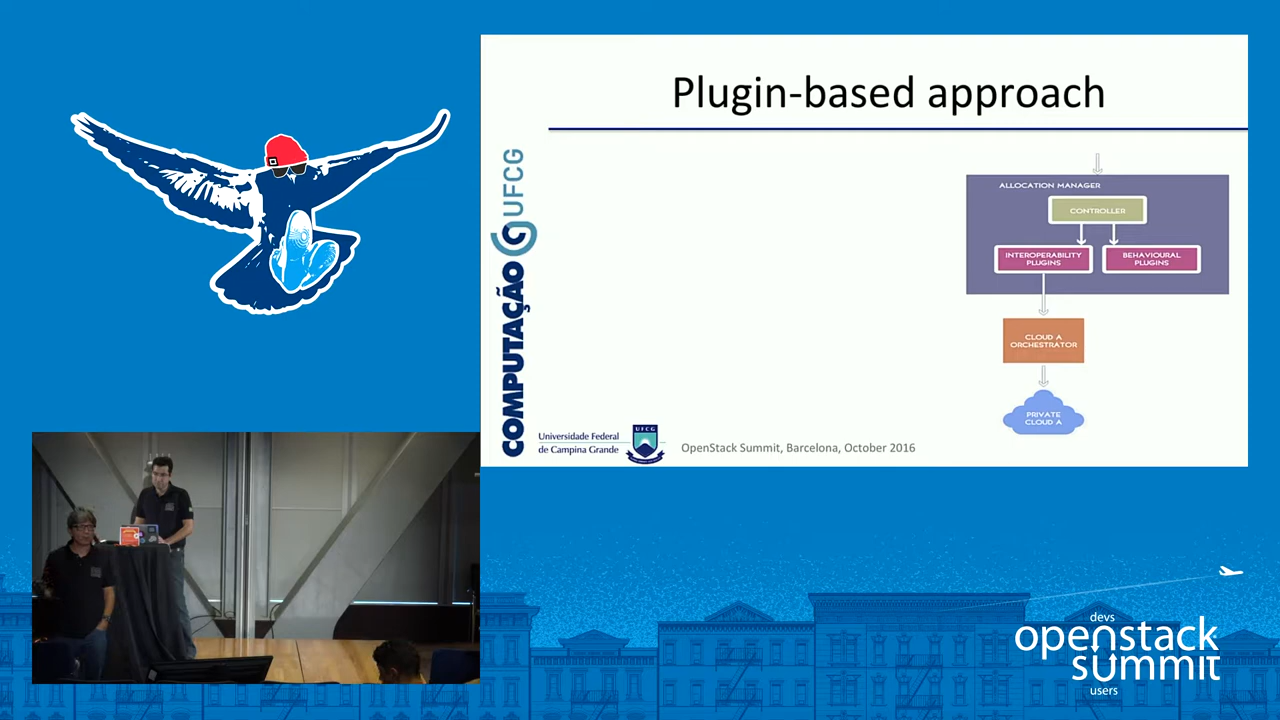 Plugin-based approach
COMPUTAÇÃO UFCG
ALLOCATION MANAGER
CONTROLLER
INTEROPERABILITY
PLUGINS
BEHAVIOURAL
PLUGINS
CLOUD A
ORCHESTRATOR
PRIVATE
CLOUD A
Universidade Federal
de Campina Grande
UFCG
OpenStack Summit, Barcelona, October 2016
devs
openstack
summit
users